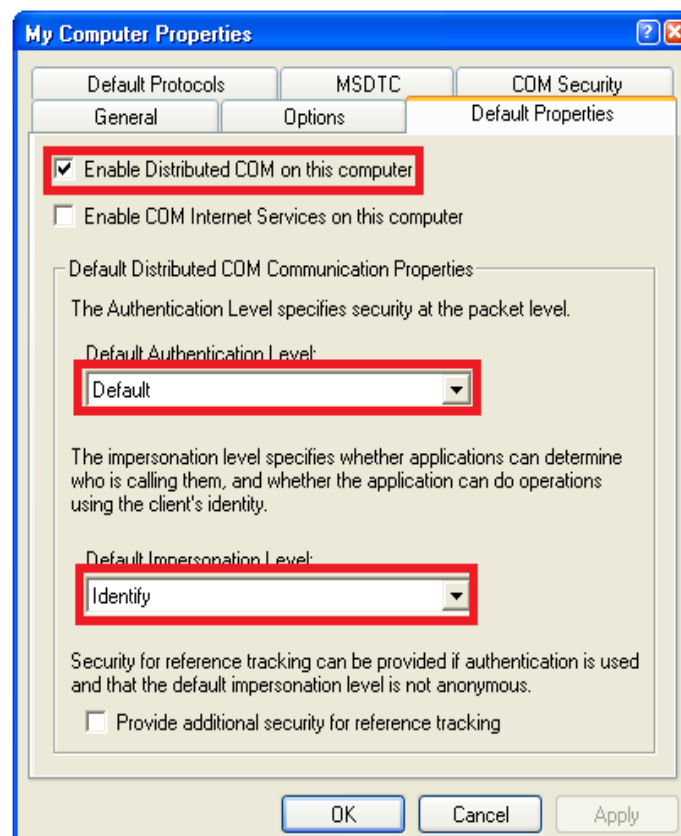 My Computer Properties
Default Protocols MSDTC COM Security
General Options Default Properties
Enable Distributed COM on this computer
Enable COM Internet Services on this computer
Default Distributed COM Communication Properties
The Authentication Level specifies security at the packet level.
Default Authentication Level:
Default
The impersonation level specifies whether applications can determine
who is calling them, and whether the application can do operations
using the client's identity.
Default Impersonation Level:
Identify
Security for reference tracking can be provided if authentication is used
and that the default impersonation level is not anonymous.
Provide additional security for reference tracking
OK Cancel Apply